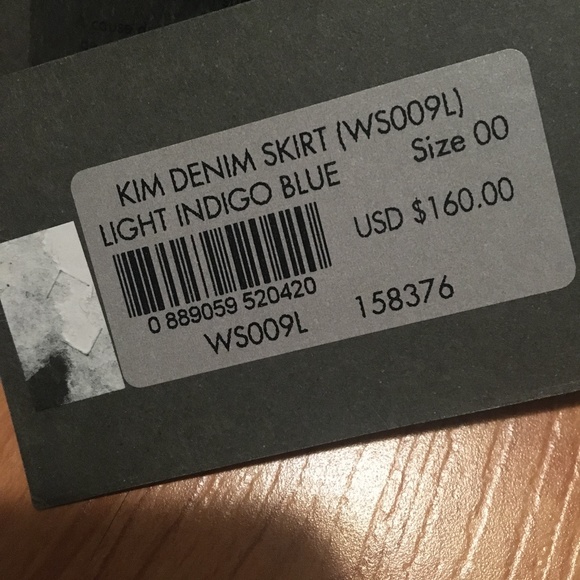 KIM DENIM SKIRT (WS009L)
LIGHT INDIGO BLUE
Size 00
USD $160.00
0 889059 520420
WS009L
158376